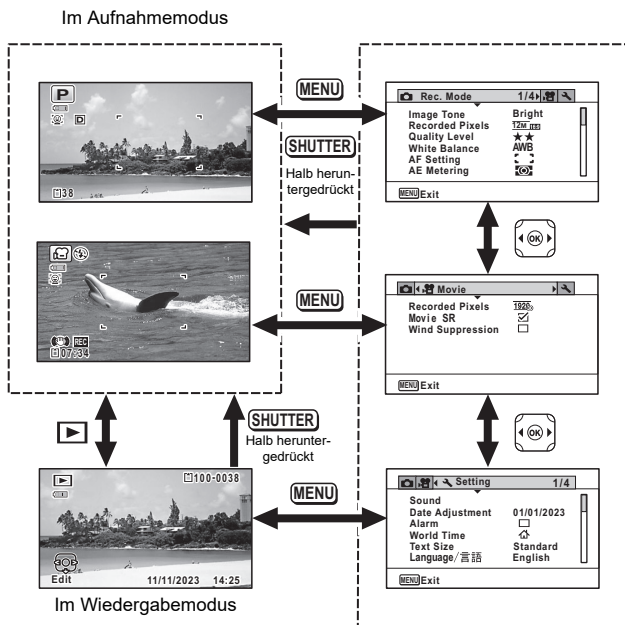 Im Aufnahmemodus
P
D
38
MENU
SHUTTER
Halb herun-
tergedrückt
Rec. Mode 1/4
Image Tone Bright
Recorded Pixels 12M
Quality Level ★★
White Balance AWB
AF Setting
AE Metering
MENU Exit
OK
REC
07:34
MENU
Movie
Recorded Pixels 1920
Movie SR ☑
Wind Suppression ☐
MENU Exit
OK
SHUTTER
Halb herunter-
gedrückt
100-0038
Edit 11/11/2023 14:25
MENU
Setting 1/4
Sound
Date Adjustment 01/01/2023
Alarm ☐
World Time
Text Size Standard
Language/言語 English
MENU Exit
Im Wiedergabemodus